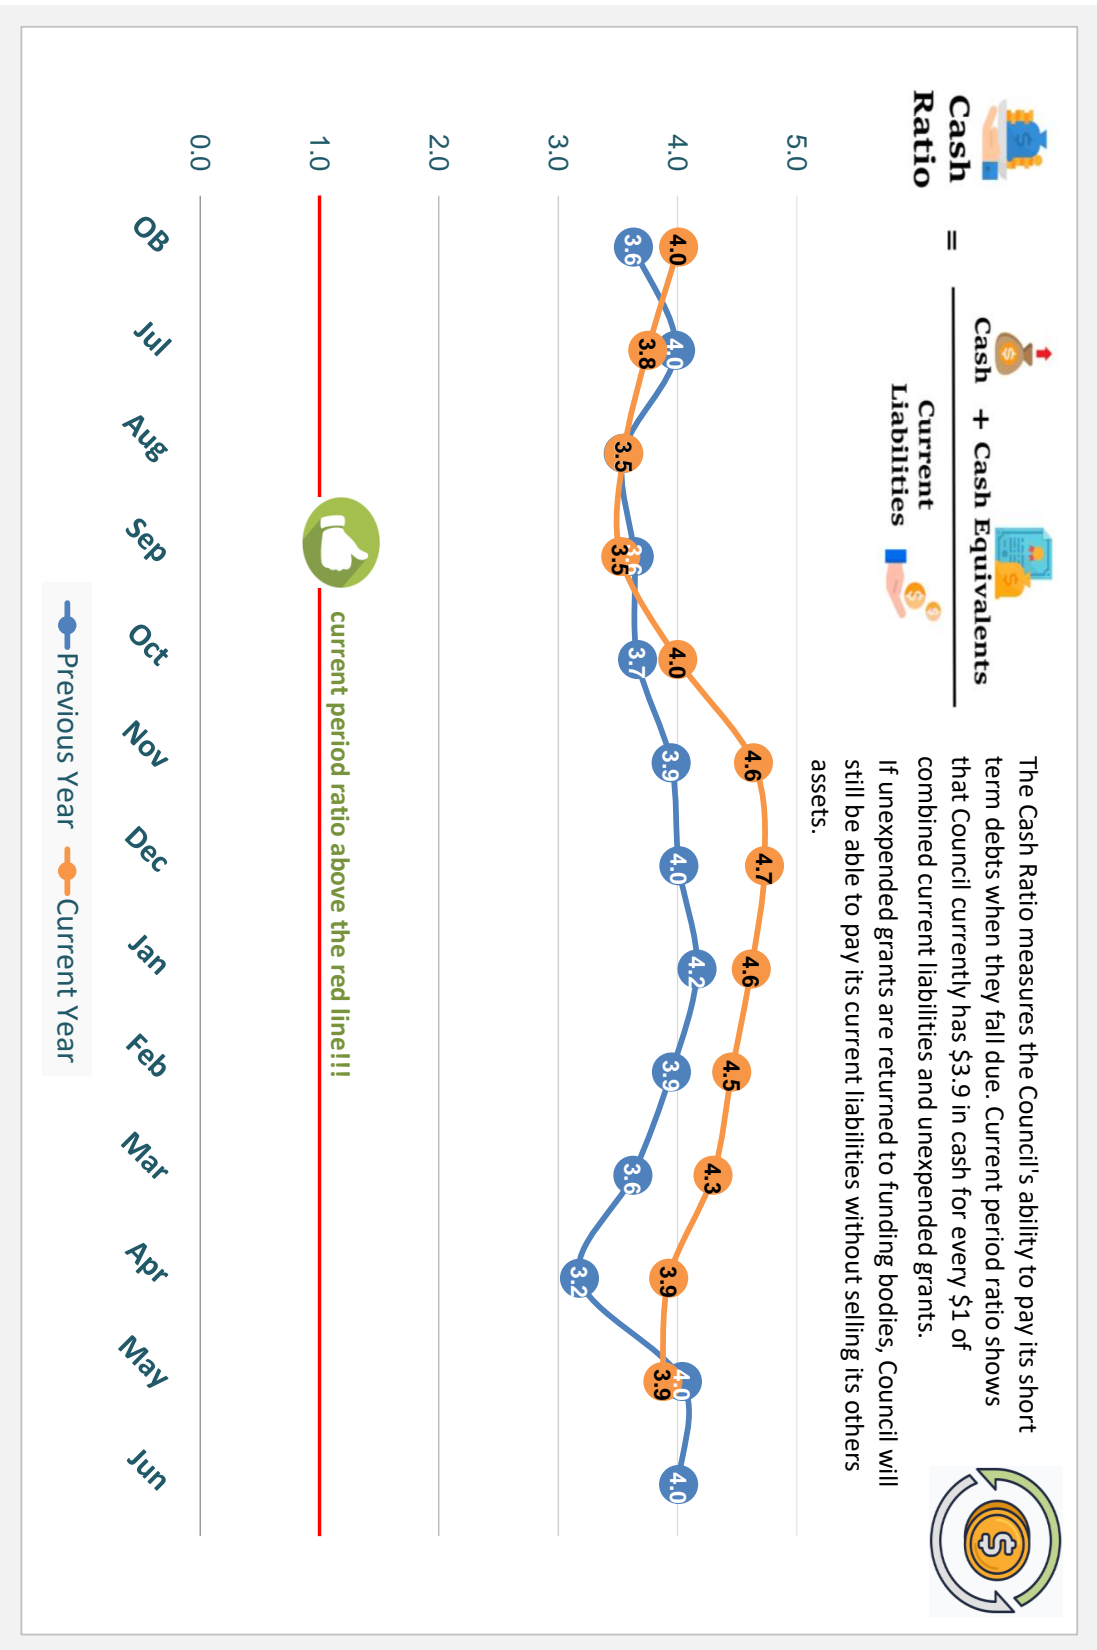 Cash
Ratio
=
Cash + Cash Equivalents
Current
Liabilities
The Cash Ratio measures the Council's ability to pay its short
term debts when they fall due. Current period ratio shows
that Council currently has $3.9 in cash for every $1 of
combined current liabilities and unexpended grants.
If unexpended grants are returned to funding bodies, Council will
still be able to pay its current liabilities without selling its others
assets.
5.0
4.0
3.0
2.0
1.0
0.0
4.0 3.8 3.5 3.5 4.0 4.6 4.7 4.6 4.5 4.3 3.9 3.9
3.6 4.0 3.6 3.7 3.9 4.0 4.2 3.9 3.6 3.2 4.0 4.0
current period ratio above the red line!!!
OB Jul Aug Sep Oct Nov Dec Jan Feb Mar Apr May Jun
Previous Year Current Year